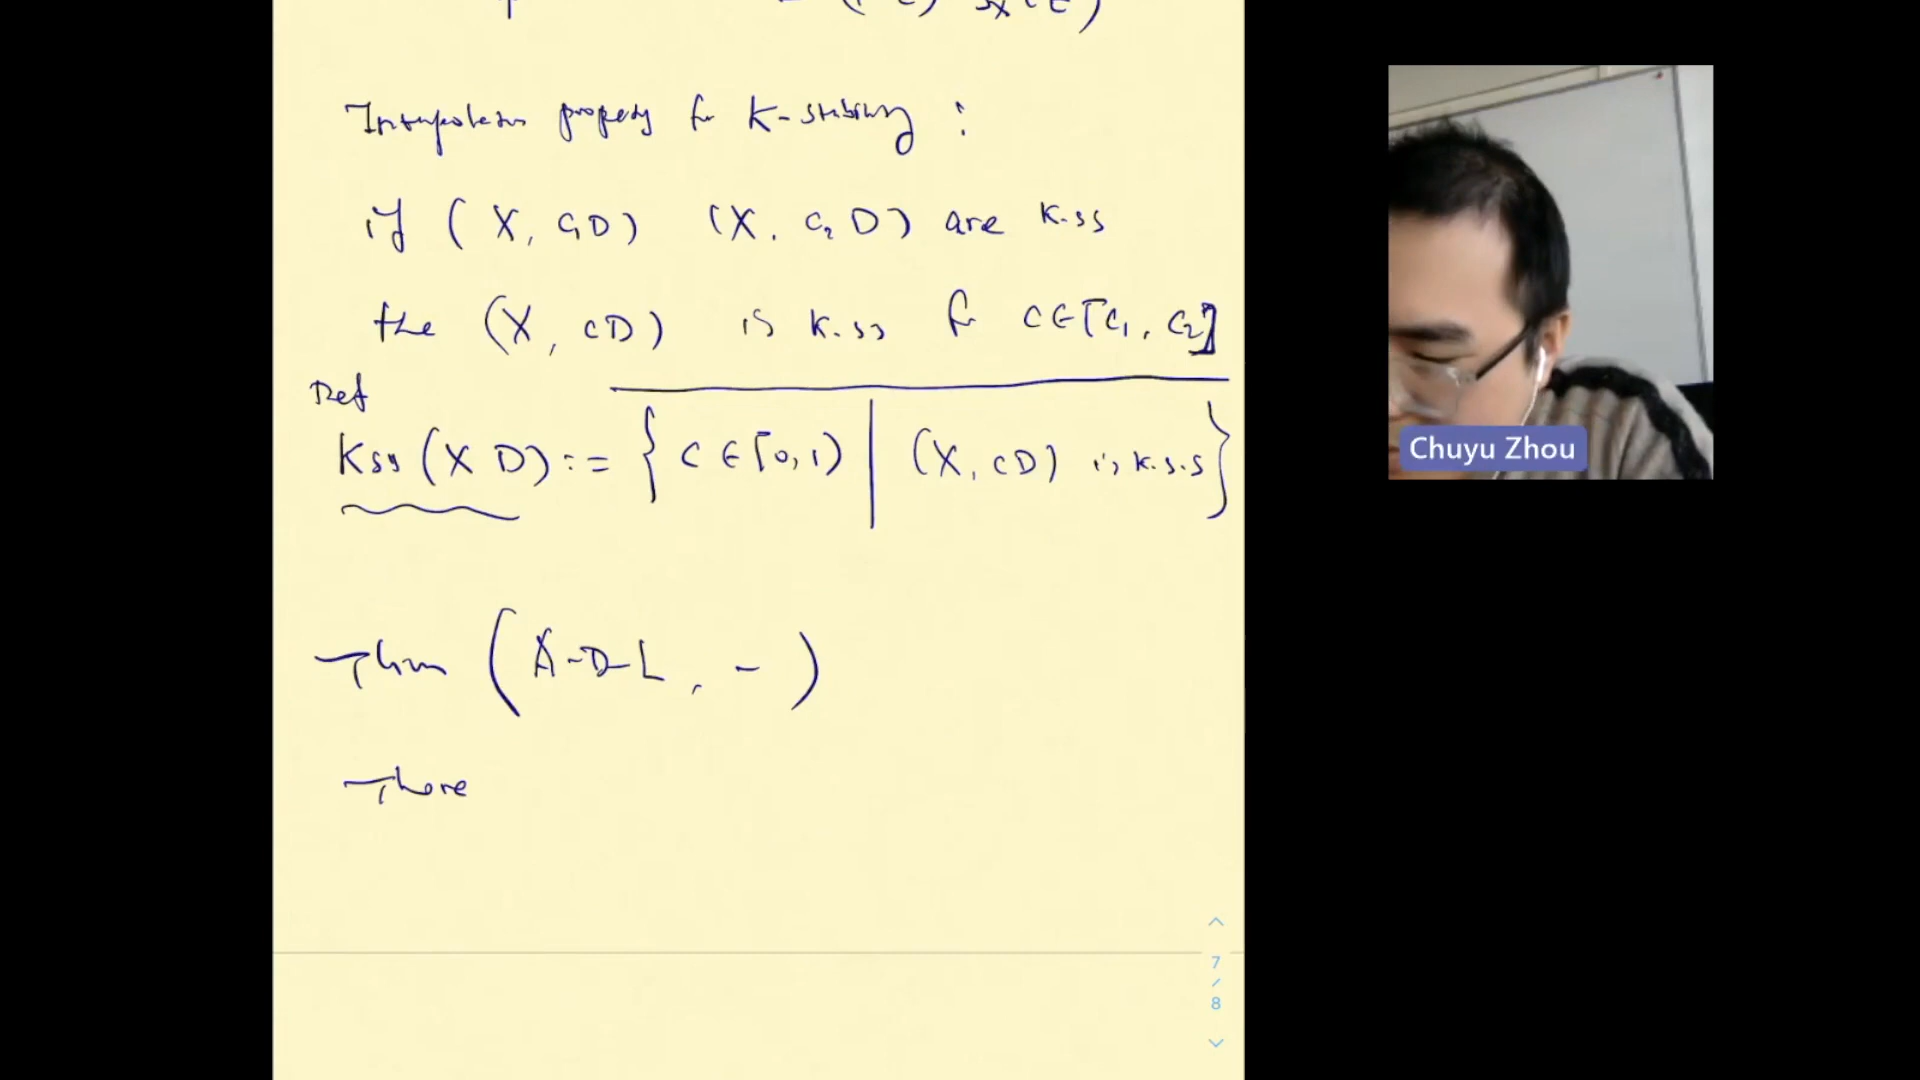 Interpolation property for K-stability :
if ( X, C₁D ) ( X, C₂D ) are K.ss
the ( X, cD ) is K.ss for C∈[C₁, C₂]
Def
Kss (X D) := { C ∈ [0,1) | (X, cD) is K.s.s }
Thm ( A-D-L, - )
There
Chuyu Zhou
7
/
8